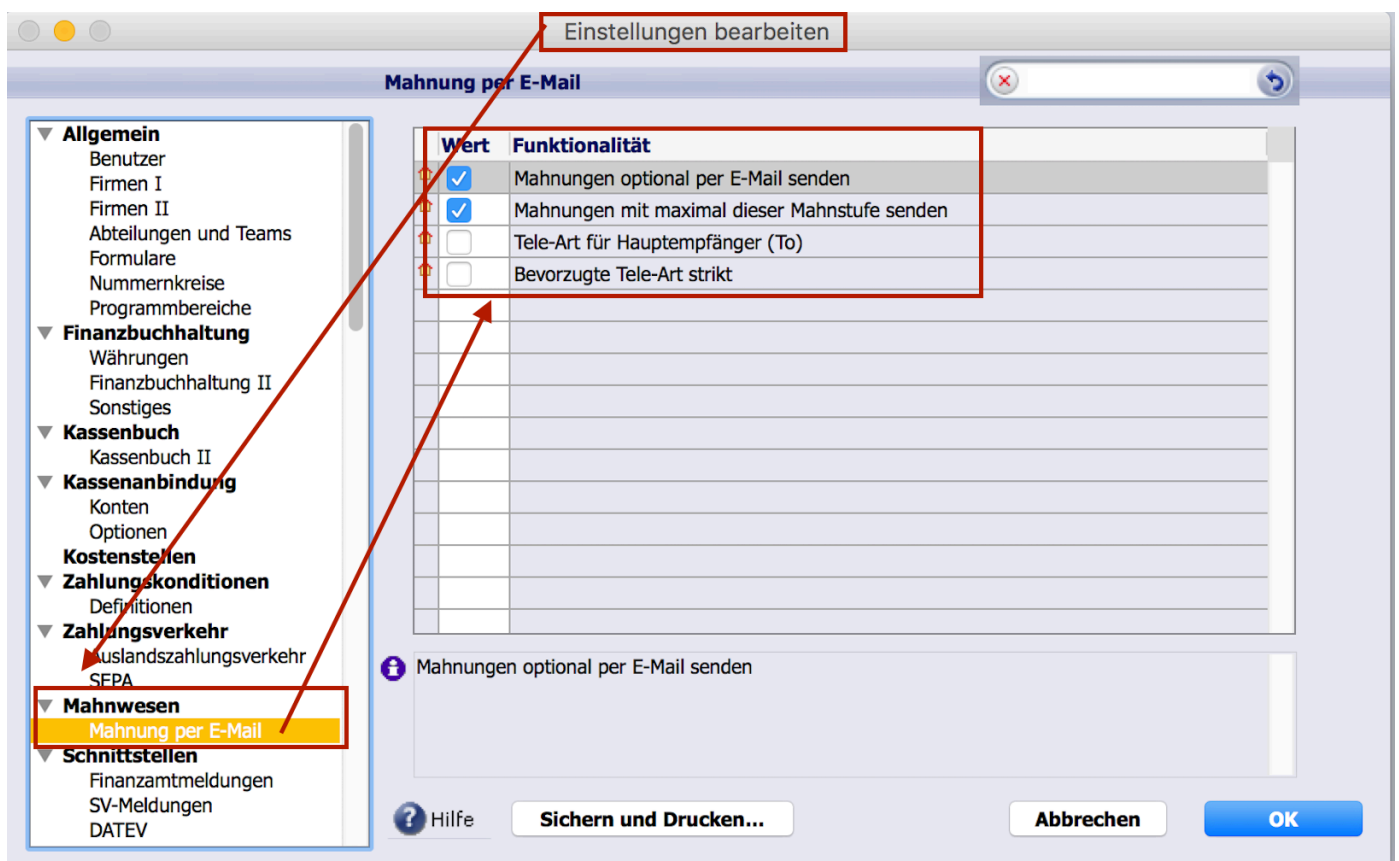 Einstellungen bearbeiten
Mahnung per E-Mail
Allgemein
Benutzer
Firmen I
Firmen II
Abteilungen und Teams
Formulare
Nummernkreise
Programmbereiche
Finanzbuchhaltung
Währungen
Finanzbuchhaltung II
Sonstiges
Kassenbuch
Kassenbuch II
Kassenanbindung
Konten
Optionen
Kostenstellen
Zahlungskonditionen
Definitionen
Zahlungsverkehr
Auslandszahlungsverkehr
SEPA
Mahnwesen
Mahnung per E-Mail
Schnittstellen
Finanzamtmeldungen
SV-Meldungen
DATEV
Wert Funktionalität
Mahnungen optional per E-Mail senden
Mahnungen mit maximal dieser Mahnstufe senden
Tele-Art für Hauptempfänger (To)
Bevorzugte Tele-Art strikt
Mahnungen optional per E-Mail senden
Hilfe
Sichern und Drucken...
Abbrechen
OK